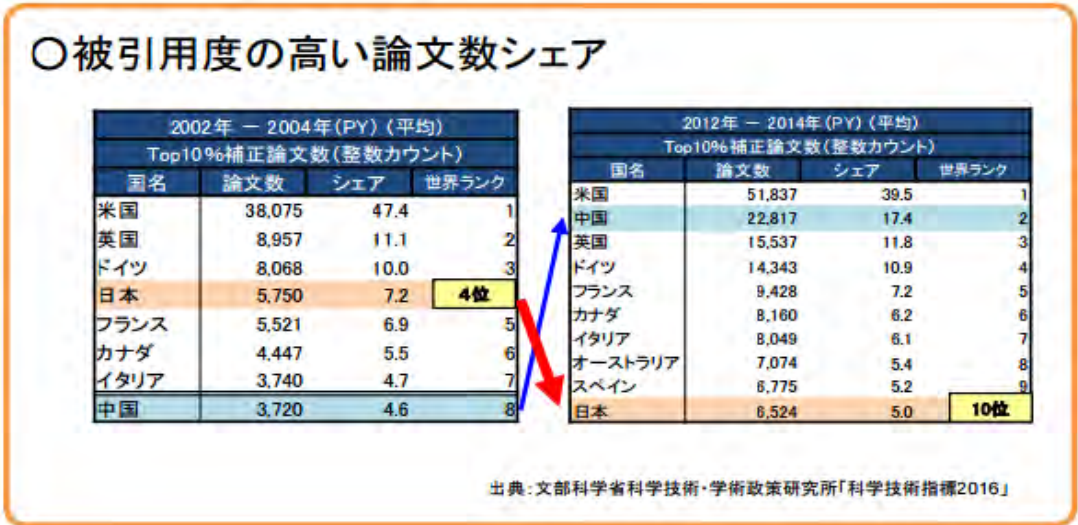 〇被引用度の高い論文数シェア
2002年 － 2004年(PY) (平均)
Top10%補正論文数(整数カウント)
国名 論文数 シェア 世界ランク
米国 38,075 47.4 1
英国 8,957 11.1 2
ドイツ 8,068 10.0 3
日本 5,750 7.2 4位
フランス 5,521 6.9 5
カナダ 4,447 5.5 6
イタリア 3,740 4.7 7
中国 3,720 4.6 8
2012年 － 2014年(PY) (平均)
Top10%補正論文数(整数カウント)
国名 論文数 シェア 世界ランク
米国 51,837 39.5 1
中国 22,817 17.4 2
英国 15,537 11.8 3
ドイツ 14,343 10.9 4
フランス 9,428 7.2 5
カナダ 8,160 6.2 6
イタリア 8,049 6.1 7
オーストラリア 7,074 5.4 8
スペイン 6,775 5.2 9
日本 6,524 5.0 10位
出典:文部科学省科学技術・学術政策研究所「科学技術指標2016」